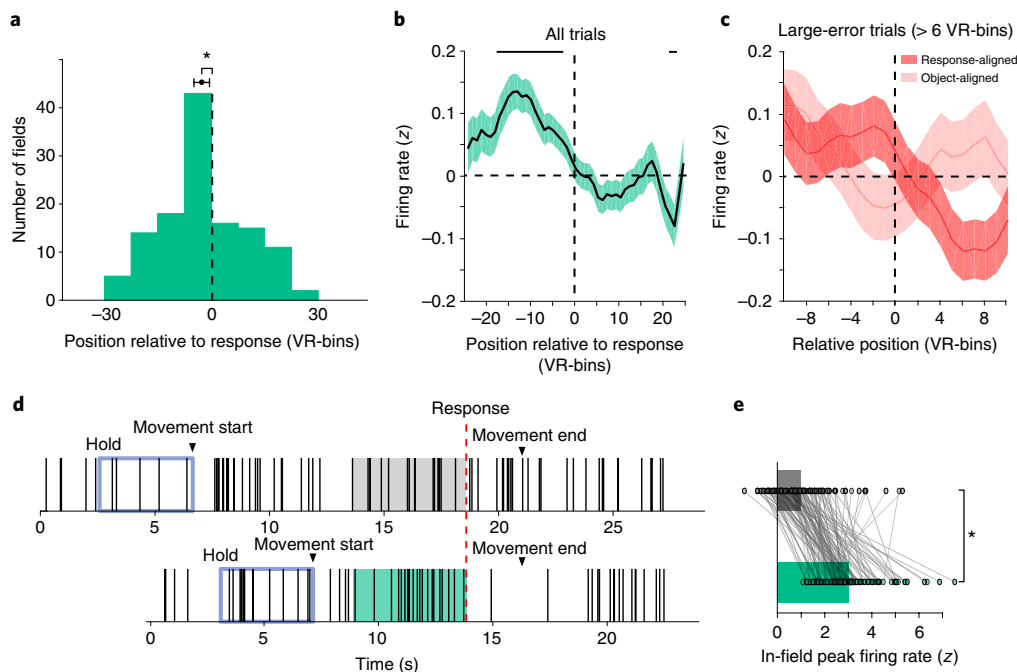 a
*
Number of fields
40
30
20
10
0
−30
0
30
Position relative to response (VR-bins)
b
All trials
Firing rate (z)
0.2
0.1
0
−0.1
−0.2
−20
−10
0
10
20
Position relative to response
(VR-bins)
c
Large-error trials (> 6 VR-bins)
Response-aligned
Object-aligned
Firing rate (z)
0.2
0.1
0
−0.1
−0.2
−8
−4
0
4
8
Relative position (VR-bins)
d
Response
Movement start
Hold
Movement end
0
5
10
15
20
25
Movement start
Hold
Movement end
0
5
10
15
20
Time (s)
e
*
0
2
4
6
In-field peak firing rate (z)